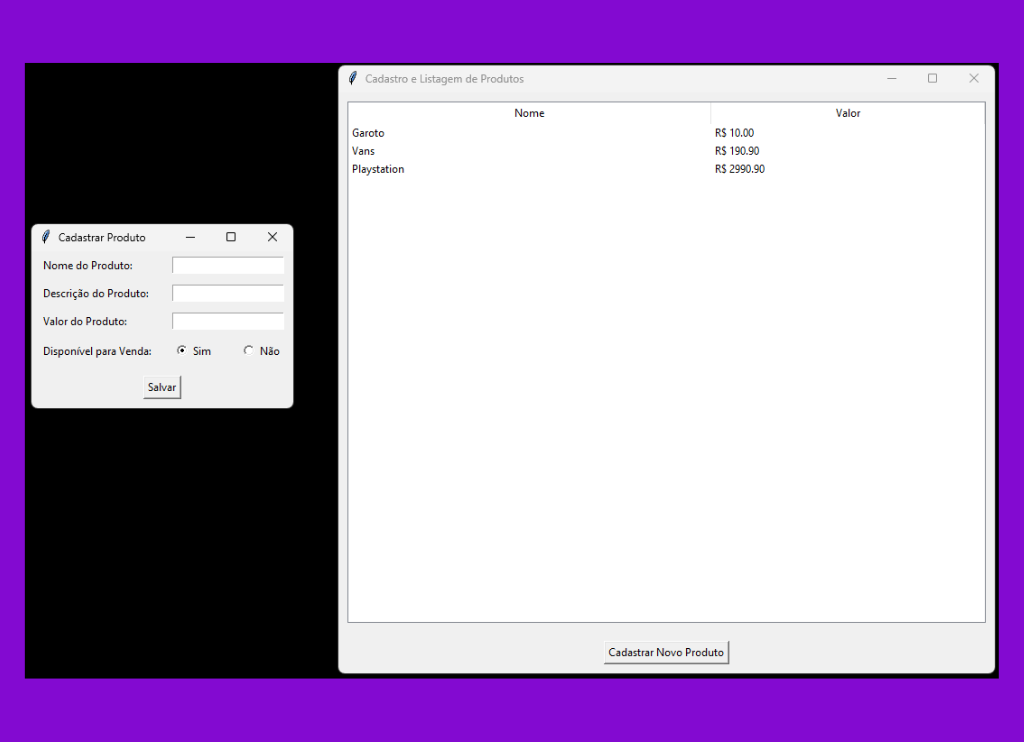 Cadastro e Listagem de Produtos
Nome Valor
Garoto R$ 10.00
Vans R$ 190.90
Playstation R$ 2990.90
Cadastrar Novo Produto
Cadastrar Produto
Nome do Produto:
Descrição do Produto:
Valor do Produto:
Disponível para Venda: Sim Não
Salvar